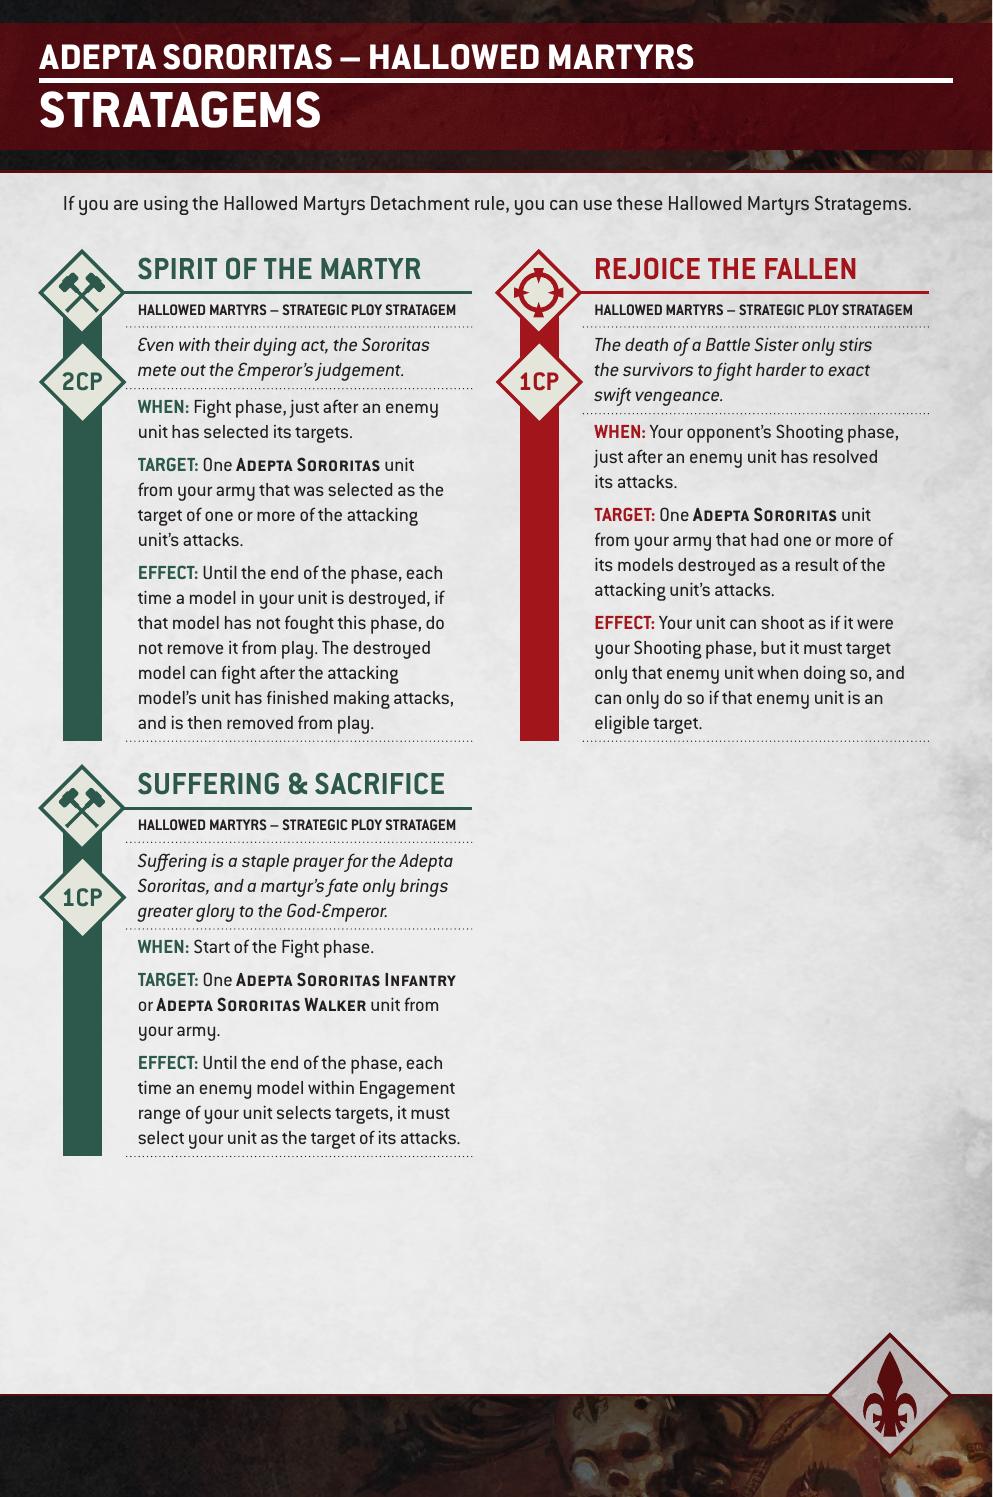 ADEPTA SORORITAS – HALLOWED MARTYRS
STRATAGEMS
If you are using the Hallowed Martyrs Detachment rule, you can use these Hallowed Martyrs Stratagems.
SPIRIT OF THE MARTYR
HALLOWED MARTYRS – STRATEGIC PLOY STRATAGEM
Even with their dying act, the Sororitas
mete out the Emperor's judgement.
2CP
WHEN: Fight phase, just after an enemy
unit has selected its targets.
TARGET: One ADEPTA SORORITAS unit
from your army that was selected as the
target of one or more of the attacking
unit's attacks.
EFFECT: Until the end of the phase, each
time a model in your unit is destroyed, if
that model has not fought this phase, do
not remove it from play. The destroyed
model can fight after the attacking
model's unit has finished making attacks,
and is then removed from play.
SUFFERING & SACRIFICE
HALLOWED MARTYRS – STRATEGIC PLOY STRATAGEM
Suffering is a staple prayer for the Adepta
Sororitas, and a martyr's fate only brings
greater glory to the God-Emperor.
1CP
WHEN: Start of the Fight phase.
TARGET: One ADEPTA SORORITAS INFANTRY
or ADEPTA SORORITAS WALKER unit from
your army.
EFFECT: Until the end of the phase, each
time an enemy model within Engagement
range of your unit selects targets, it must
select your unit as the target of its attacks.
REJOICE THE FALLEN
HALLOWED MARTYRS – STRATEGIC PLOY STRATAGEM
The death of a Battle Sister only stirs
the survivors to fight harder to exact
swift vengeance.
1CP
WHEN: Your opponent's Shooting phase,
just after an enemy unit has resolved
its attacks.
TARGET: One ADEPTA SORORITAS unit
from your army that had one or more of
its models destroyed as a result of the
attacking unit's attacks.
EFFECT: Your unit can shoot as if it were
your Shooting phase, but it must target
only that enemy unit when doing so, and
can only do so if that enemy unit is an
eligible target.